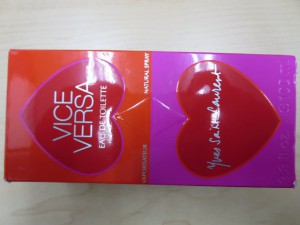 VICE
VERSA
EAU DE TOILETTE
NATURAL SPRAY
VAPORISATEUR
Yves Saint Laurent